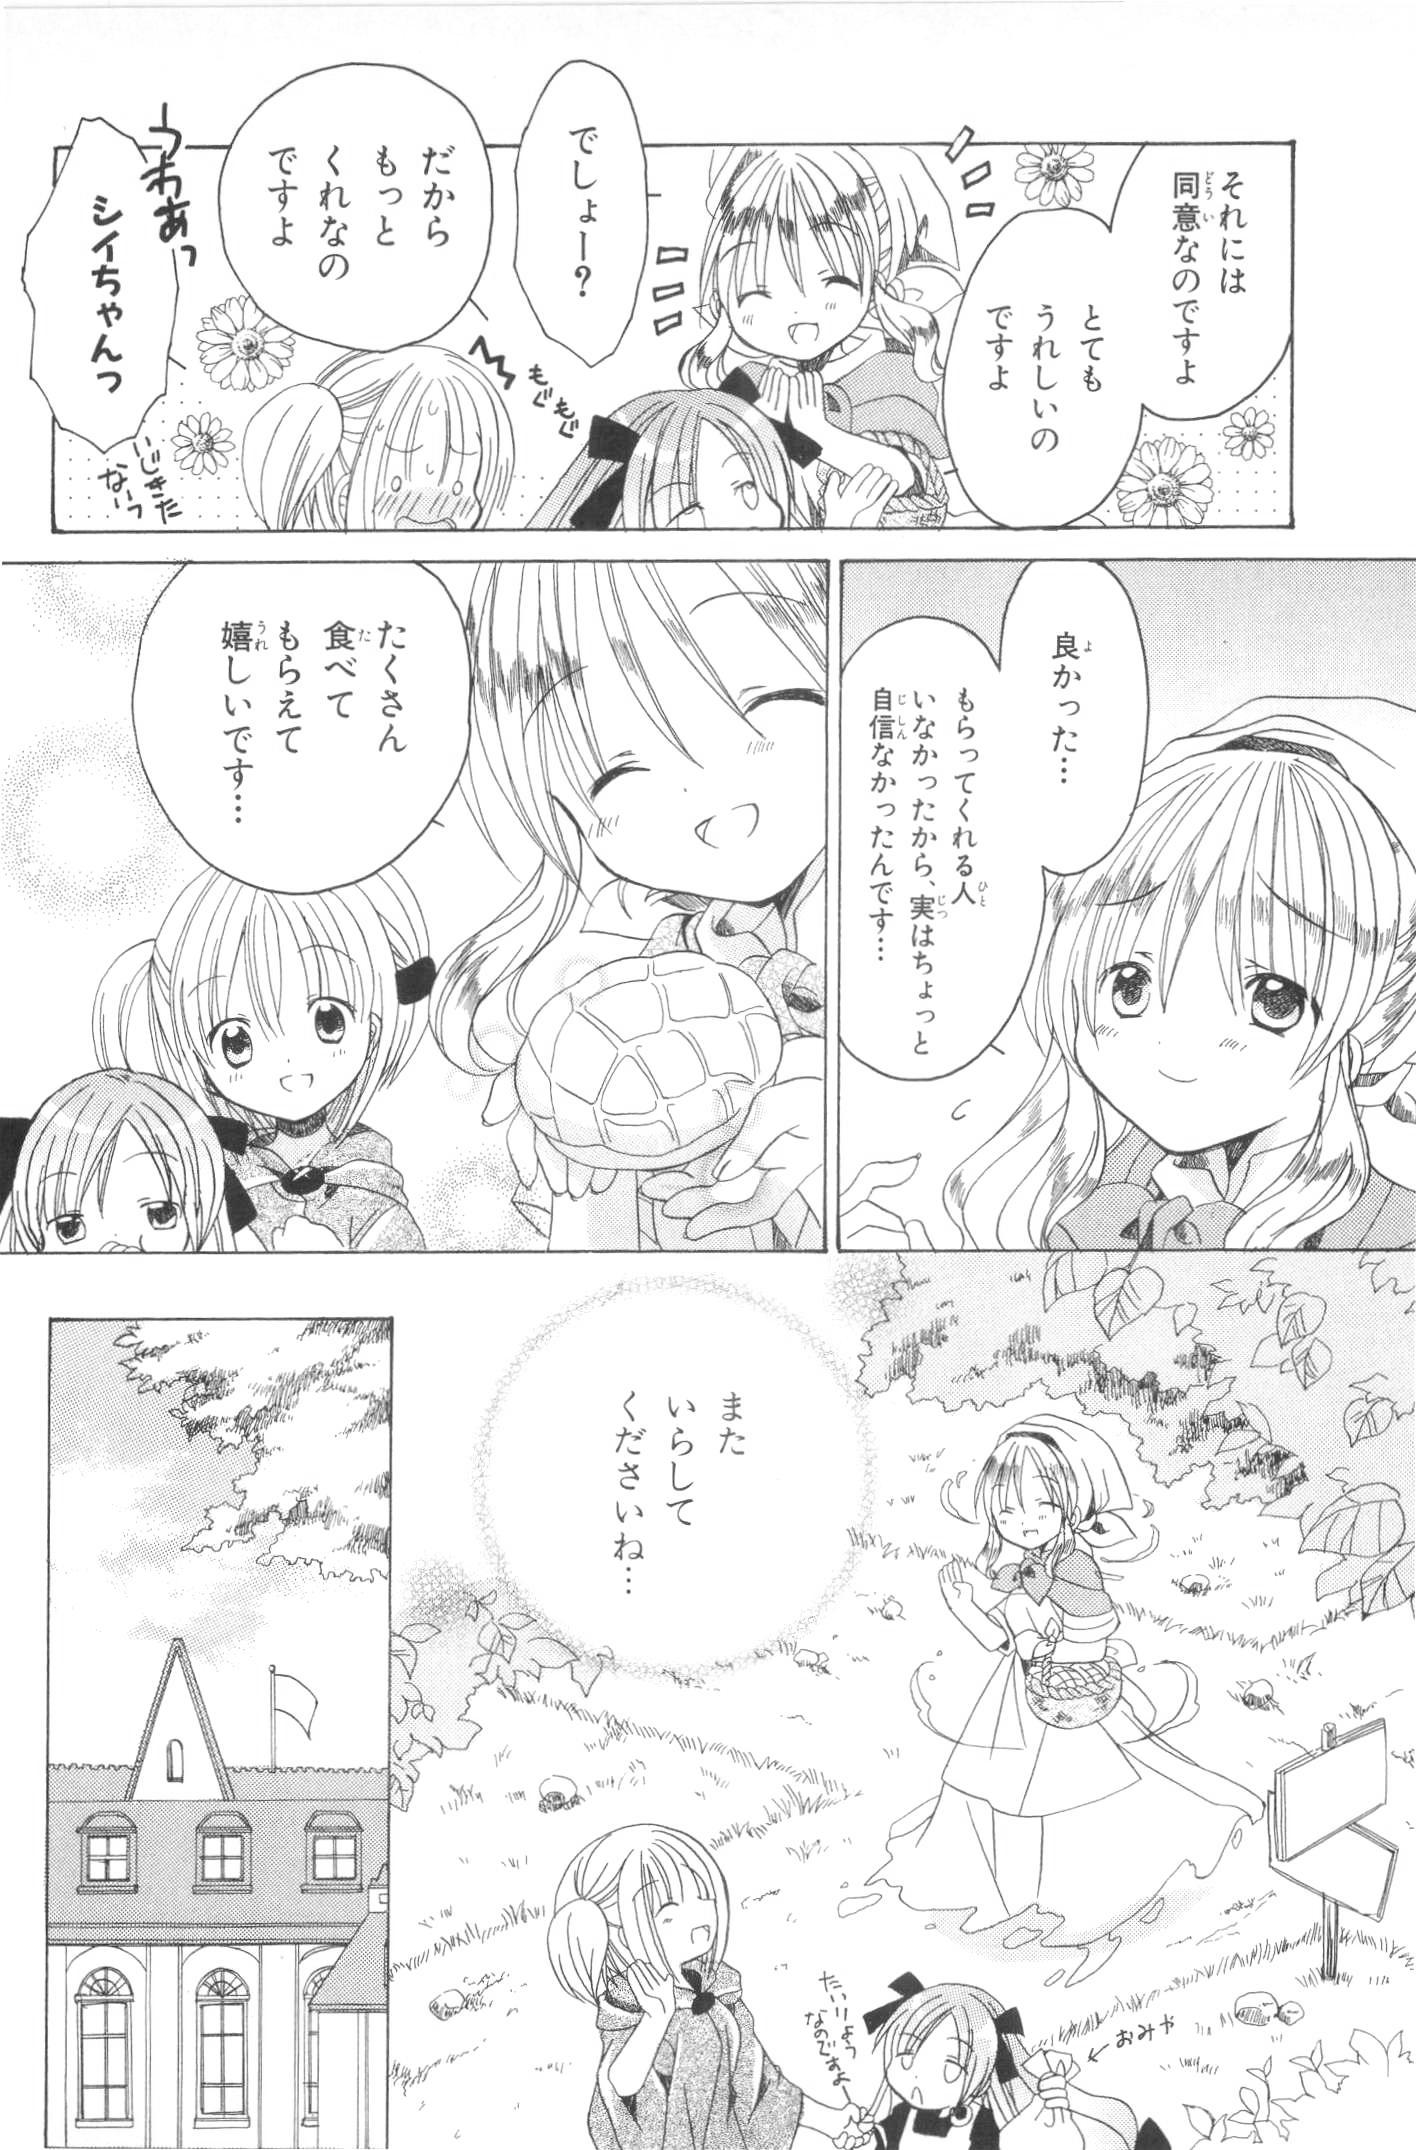 それには
同意なのですよ
とても
うれしいの
ですよ
でしょー？
だから
もっと
くれなの
ですよ
もぐもぐ
うわあっ
シイちゃんっ
いじきた
なーっ
良かった…
もらってくれる人
いなかったから、実はちょっと
自信なかったんです…
たくさん
食べて
もらえて
嬉しいです…
また
いらして
くださいね…
おみや
たいりょう
なのですよー